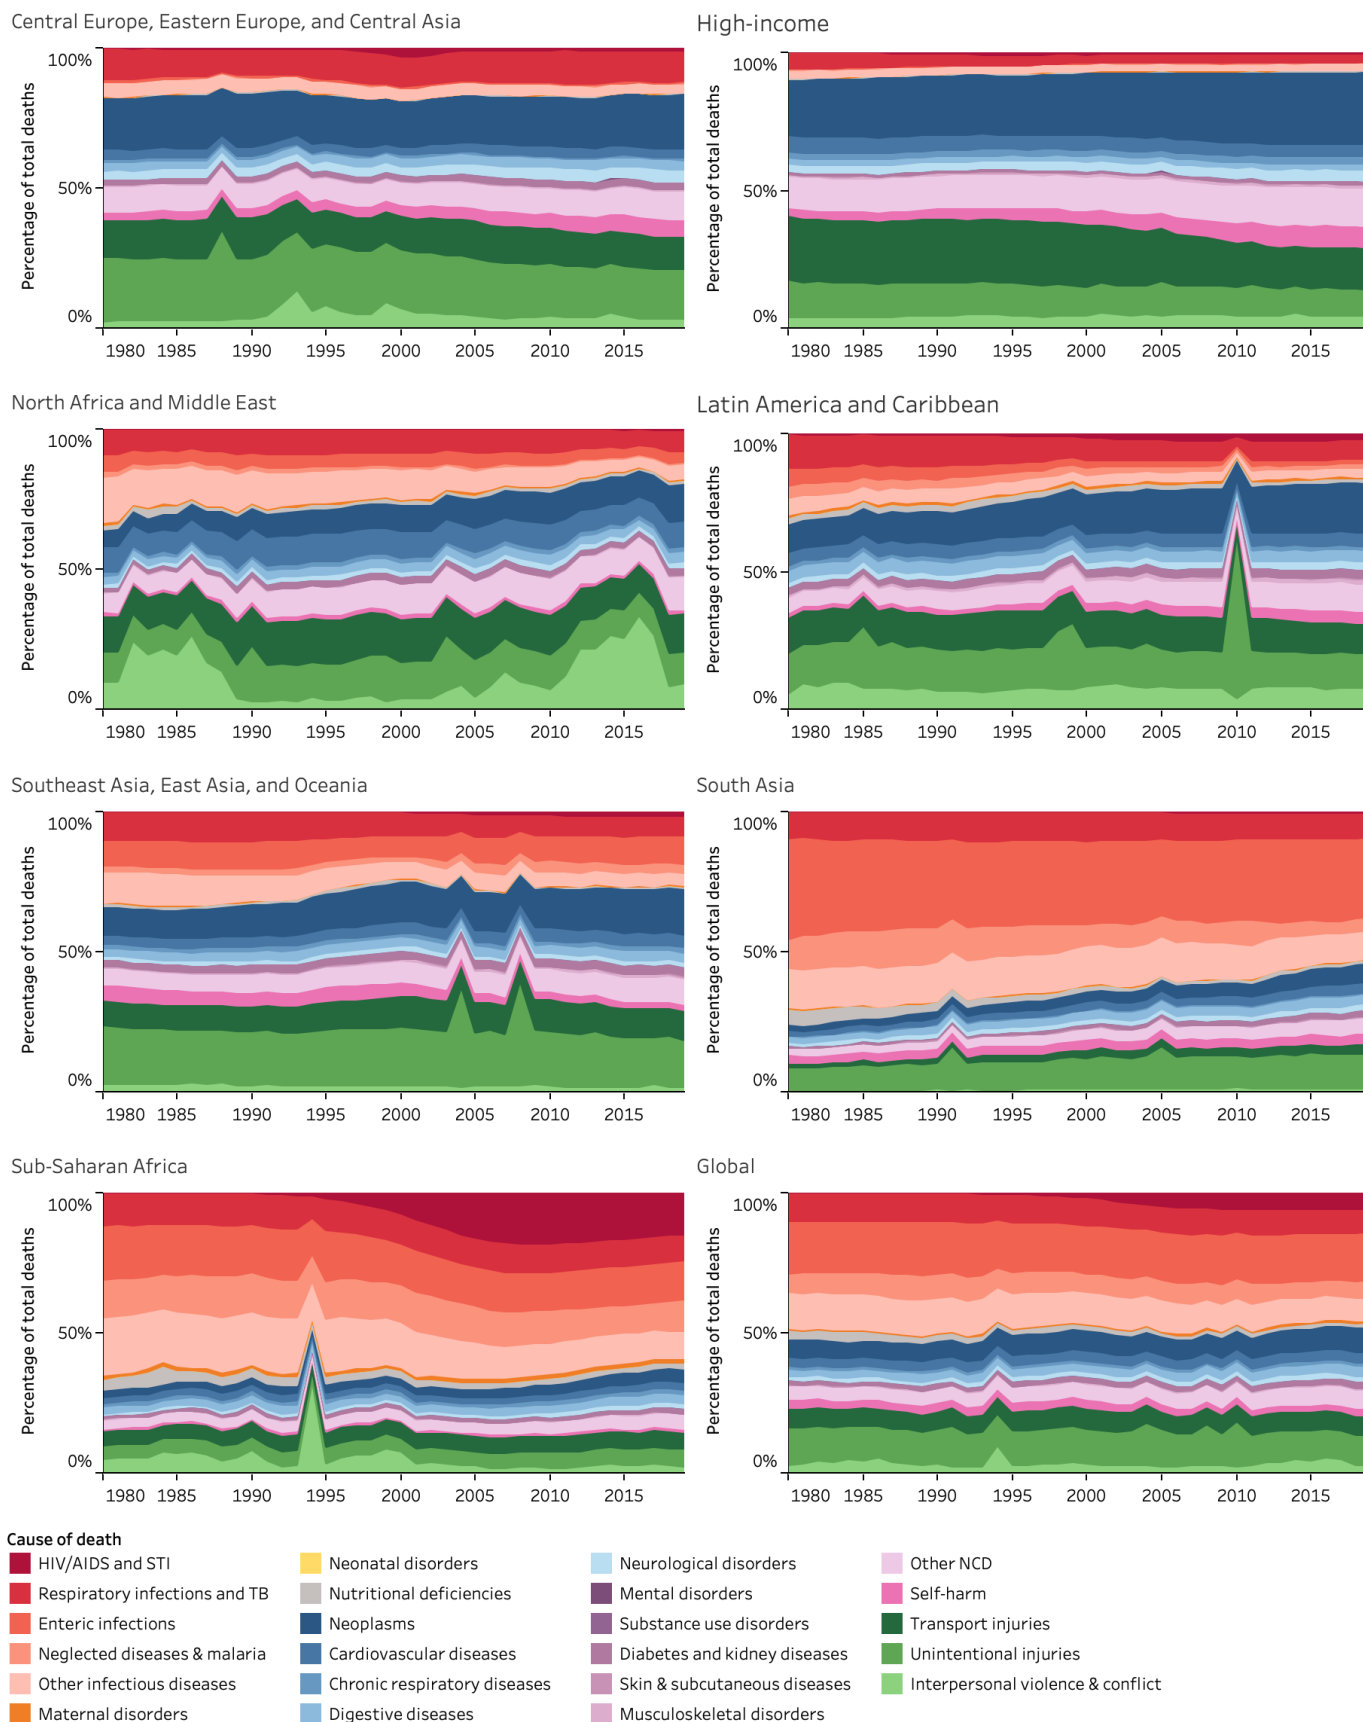 Central Europe, Eastern Europe, and Central Asia
High-income
Percentage of total deaths
100%
50%
0%
1980 1985 1990 1995 2000 2005 2010 2015
Percentage of total deaths
100%
50%
0%
1980 1985 1990 1995 2000 2005 2010 2015
North Africa and Middle East
Latin America and Caribbean
Percentage of total deaths
100%
50%
0%
1980 1985 1990 1995 2000 2005 2010 2015
Percentage of total deaths
100%
50%
0%
1980 1985 1990 1995 2000 2005 2010 2015
Southeast Asia, East Asia, and Oceania
South Asia
Percentage of total deaths
100%
50%
0%
1980 1985 1990 1995 2000 2005 2010 2015
Percentage of total deaths
100%
50%
0%
1980 1985 1990 1995 2000 2005 2010 2015
Sub-Saharan Africa
Global
Percentage of total deaths
100%
50%
0%
1980 1985 1990 1995 2000 2005 2010 2015
Percentage of total deaths
100%
50%
0%
1980 1985 1990 1995 2000 2005 2010 2015
Cause of death
HIV/AIDS and STI
Respiratory infections and TB
Enteric infections
Neglected diseases & malaria
Other infectious diseases
Maternal disorders
Neonatal disorders
Nutritional deficiencies
Neoplasms
Cardiovascular diseases
Chronic respiratory diseases
Digestive diseases
Neurological disorders
Mental disorders
Substance use disorders
Diabetes and kidney diseases
Skin & subcutaneous diseases
Musculoskeletal disorders
Other NCD
Self-harm
Transport injuries
Unintentional injuries
Interpersonal violence & conflict